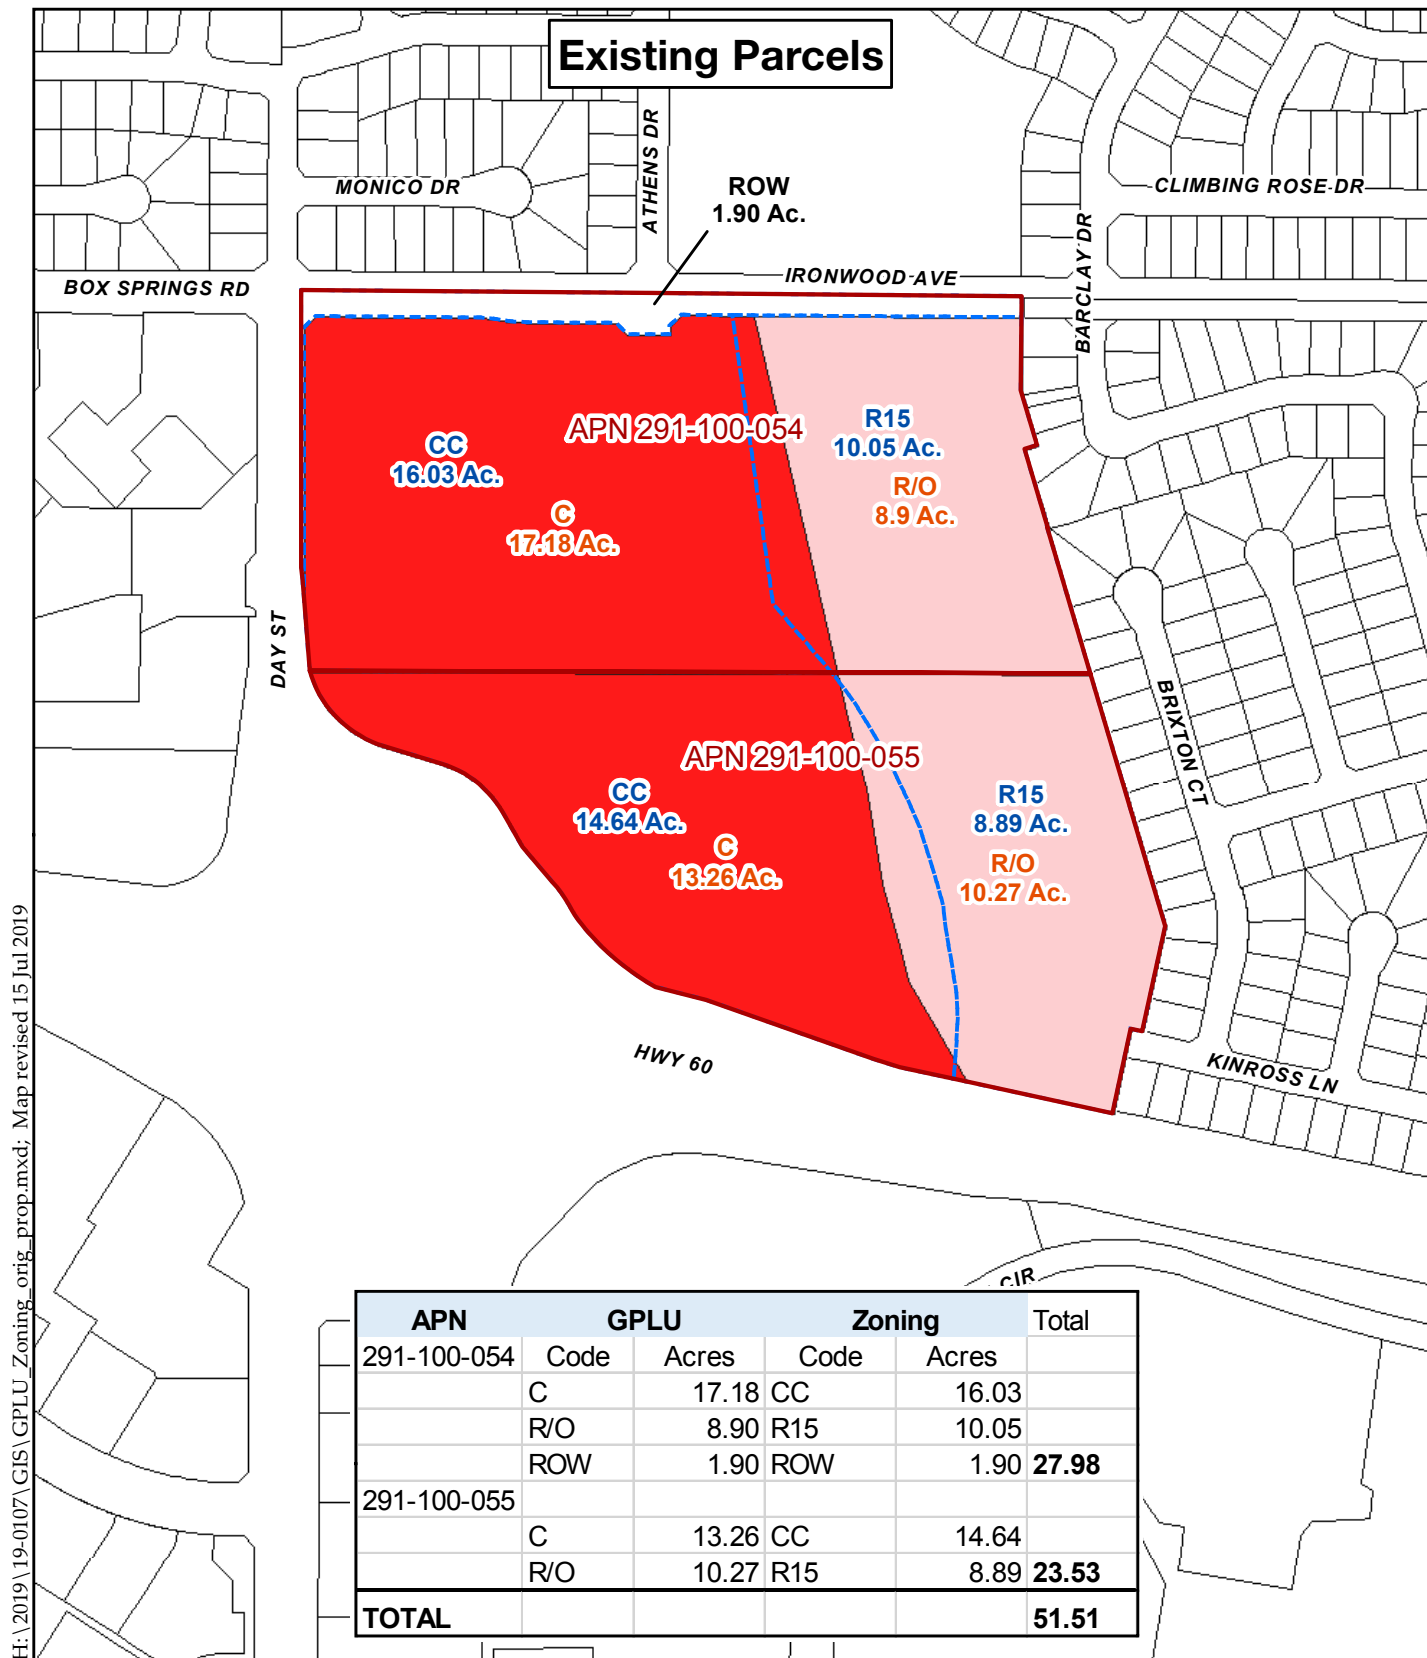 Existing Parcels
ATHENS DR
MONICO DR
ROW
1.90 Ac.
CLIMBING ROSE DR
BARCLAY DR
BOX SPRINGS RD
IRONWOOD AVE
APN 291-100-054
R15
10.05 Ac.
CC
16.03 Ac.
R/O
8.9 Ac.
C
17.18 Ac.
DAY ST
BRIXTON CT
APN 291-100-055
CC
14.64 Ac.
R15
8.89 Ac.
C
13.26 Ac.
R/O
10.27 Ac.
HWY 60
KINROSS LN
CIR
APN GPLU Zoning Total
291-100-054 Code Acres Code Acres
C 17.18 CC 16.03
R/O 8.90 R15 10.05
ROW 1.90 ROW 1.90 27.98
291-100-055
C 13.26 CC 14.64
R/O 10.27 R15 8.89 23.53
TOTAL 51.51
H:\2019\19-0107\GIS\GPLU_Zoning_orig_prop.mxd; Map revised 15 Jul 2019